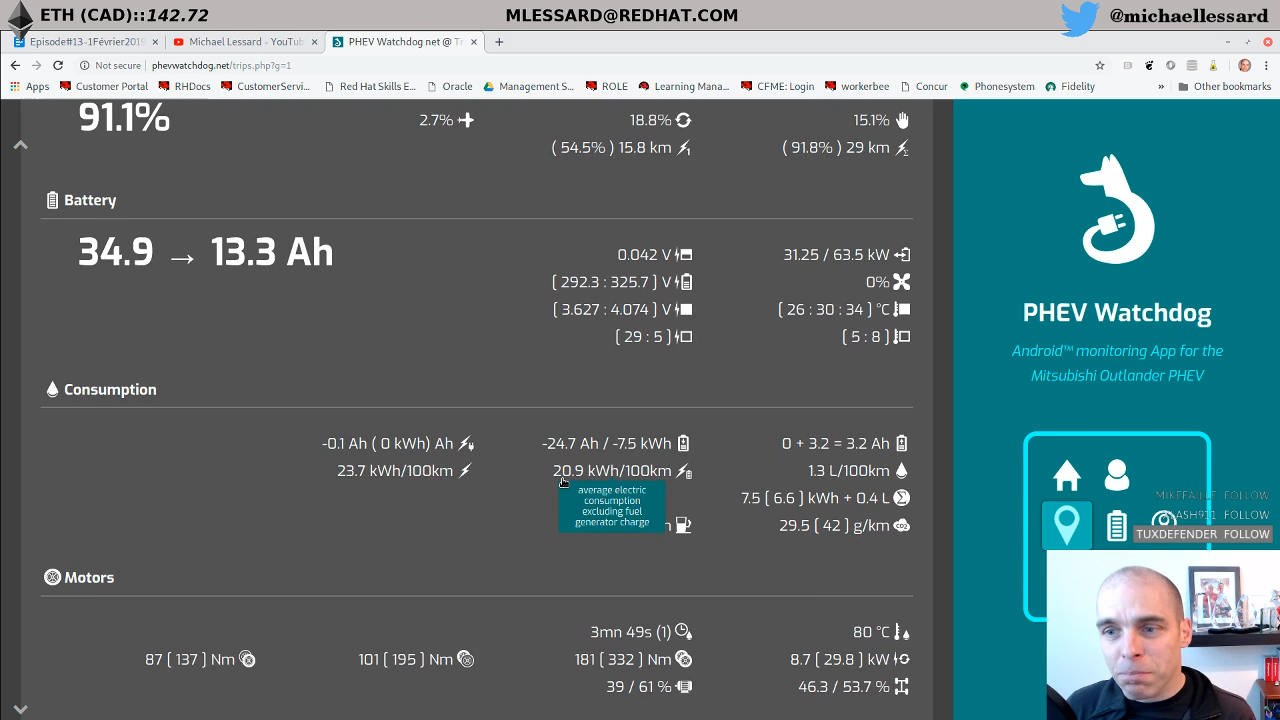 ETH (CAD)::142.72
MLESSARD@REDHAT.COM
@michaellessard
Episode#13-1Février2019
Michael Lessard - YouTu
PHEV Watchdog net @ Tr
Not secure
phevwatchdog.net/trips.php?g=1
Apps
Customer Portal
RHDocs
CustomerServi...
Red Hat Skills E...
Oracle
Management S...
ROLE
Learning Mana...
CFME: Login
workerbee
Concur
Phonesystem
Fidelity
»
Other bookmarks
91.1%
2.7%
18.8%
15.1%
( 54.5% ) 15.8 km
( 91.8% ) 29 km
Battery
34.9 → 13.3 Ah
0.042 V
31.25 / 63.5 kW
[ 292.3 : 325.7 ] V
0%
[ 3.627 : 4.074 ] V
[ 26 : 30 : 34 ] °C
[ 29 : 5 ]
[ 5 : 8 ]
Consumption
-0.1 Ah ( 0 kWh) Ah
-24.7 Ah / -7.5 kWh
0 + 3.2 = 3.2 Ah
23.7 kWh/100km
20.9 kWh/100km
1.3 L/100km
average electric
consumption
excluding fuel
generator charge
7.5 [ 6.6 ] kWh + 0.4 L
29.5 [ 42 ] g/km
Motors
3mn 49s (1)
80 °C
87 [ 137 ] Nm
101 [ 195 ] Nm
181 [ 332 ] Nm
8.7 [ 29.8 ] kW
39 / 61 %
46.3 / 53.7 %
PHEV Watchdog
Android™ monitoring App for the
Mitsubishi Outlander PHEV
MIKEFAILLE FOLLOW
FOLLOW
TUXDEFENDER FOLLOW